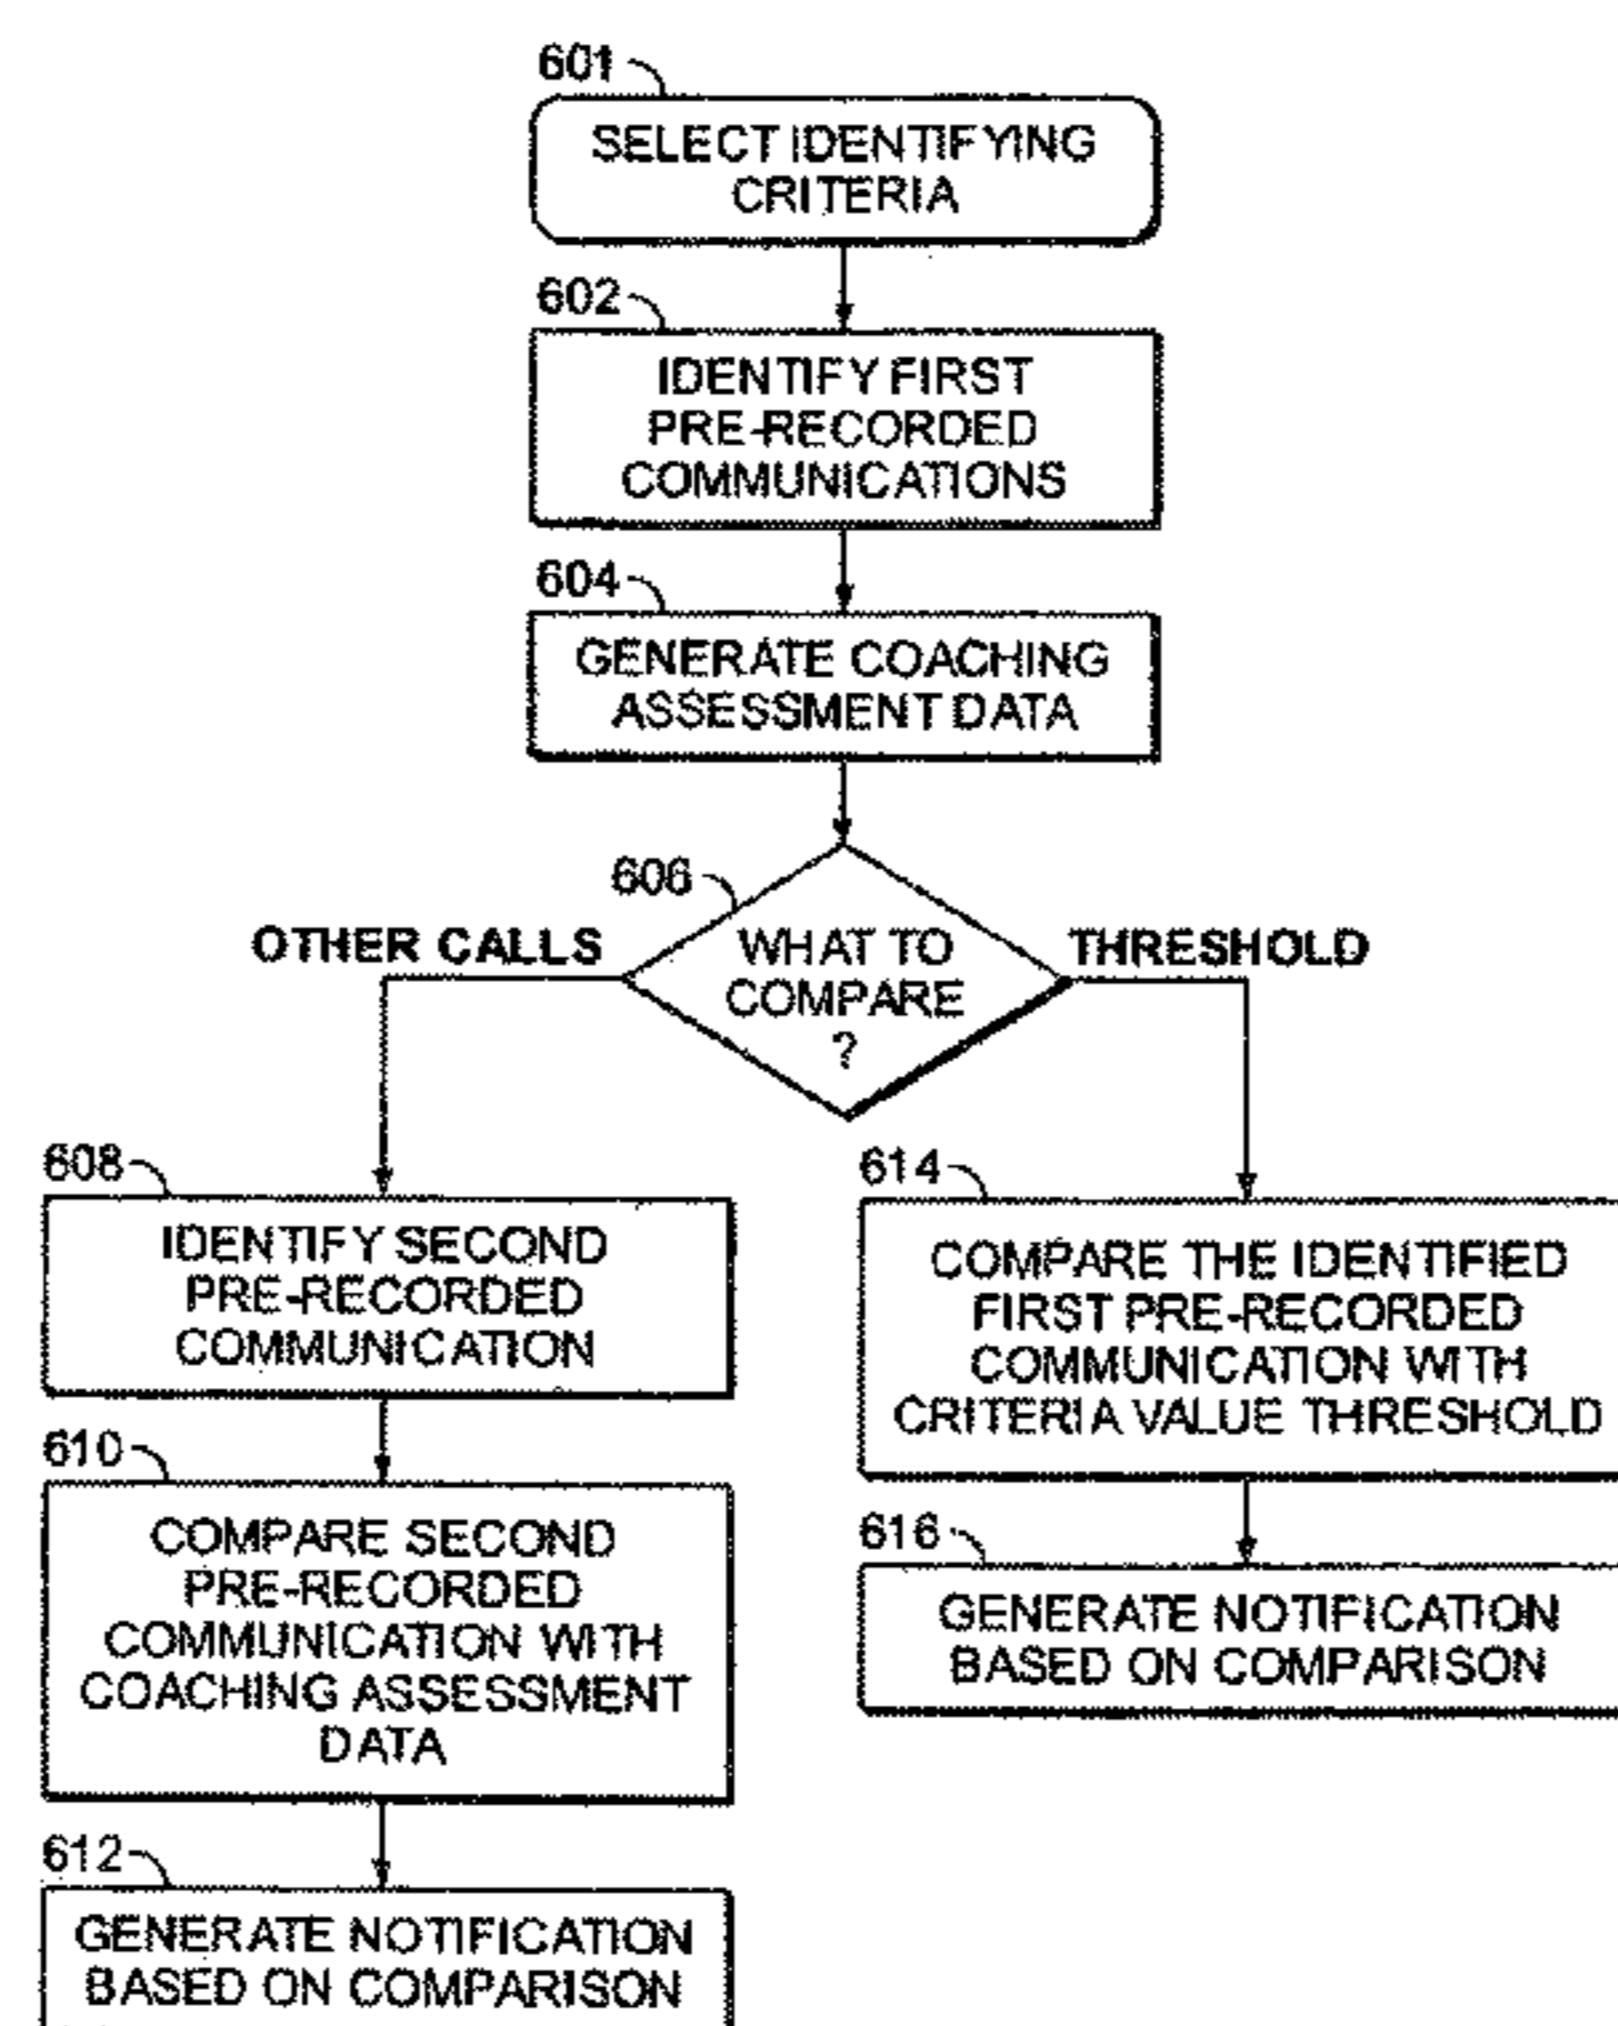 601
SELECT IDENTIFYING
CRITERIA
602
IDENTIFY FIRST
PRE-RECORDED
COMMUNICATIONS
604
GENERATE COACHING
ASSESSMENT DATA
606
OTHER CALLS
WHAT TO
COMPARE
?
THRESHOLD
608
IDENTIFY SECOND
PRE-RECORDED
COMMUNICATION
610
COMPARE SECOND
PRE-RECORDED
COMMUNICATION WITH
COACHING ASSESSMENT
DATA
612
GENERATE NOTIFICATION
BASED ON COMPARISON
614
COMPARE THE IDENTIFIED
FIRST PRE-RECORDED
COMMUNICATION WITH
CRITERIA VALUE THRESHOLD
616
GENERATE NOTIFICATION
BASED ON COMPARISON